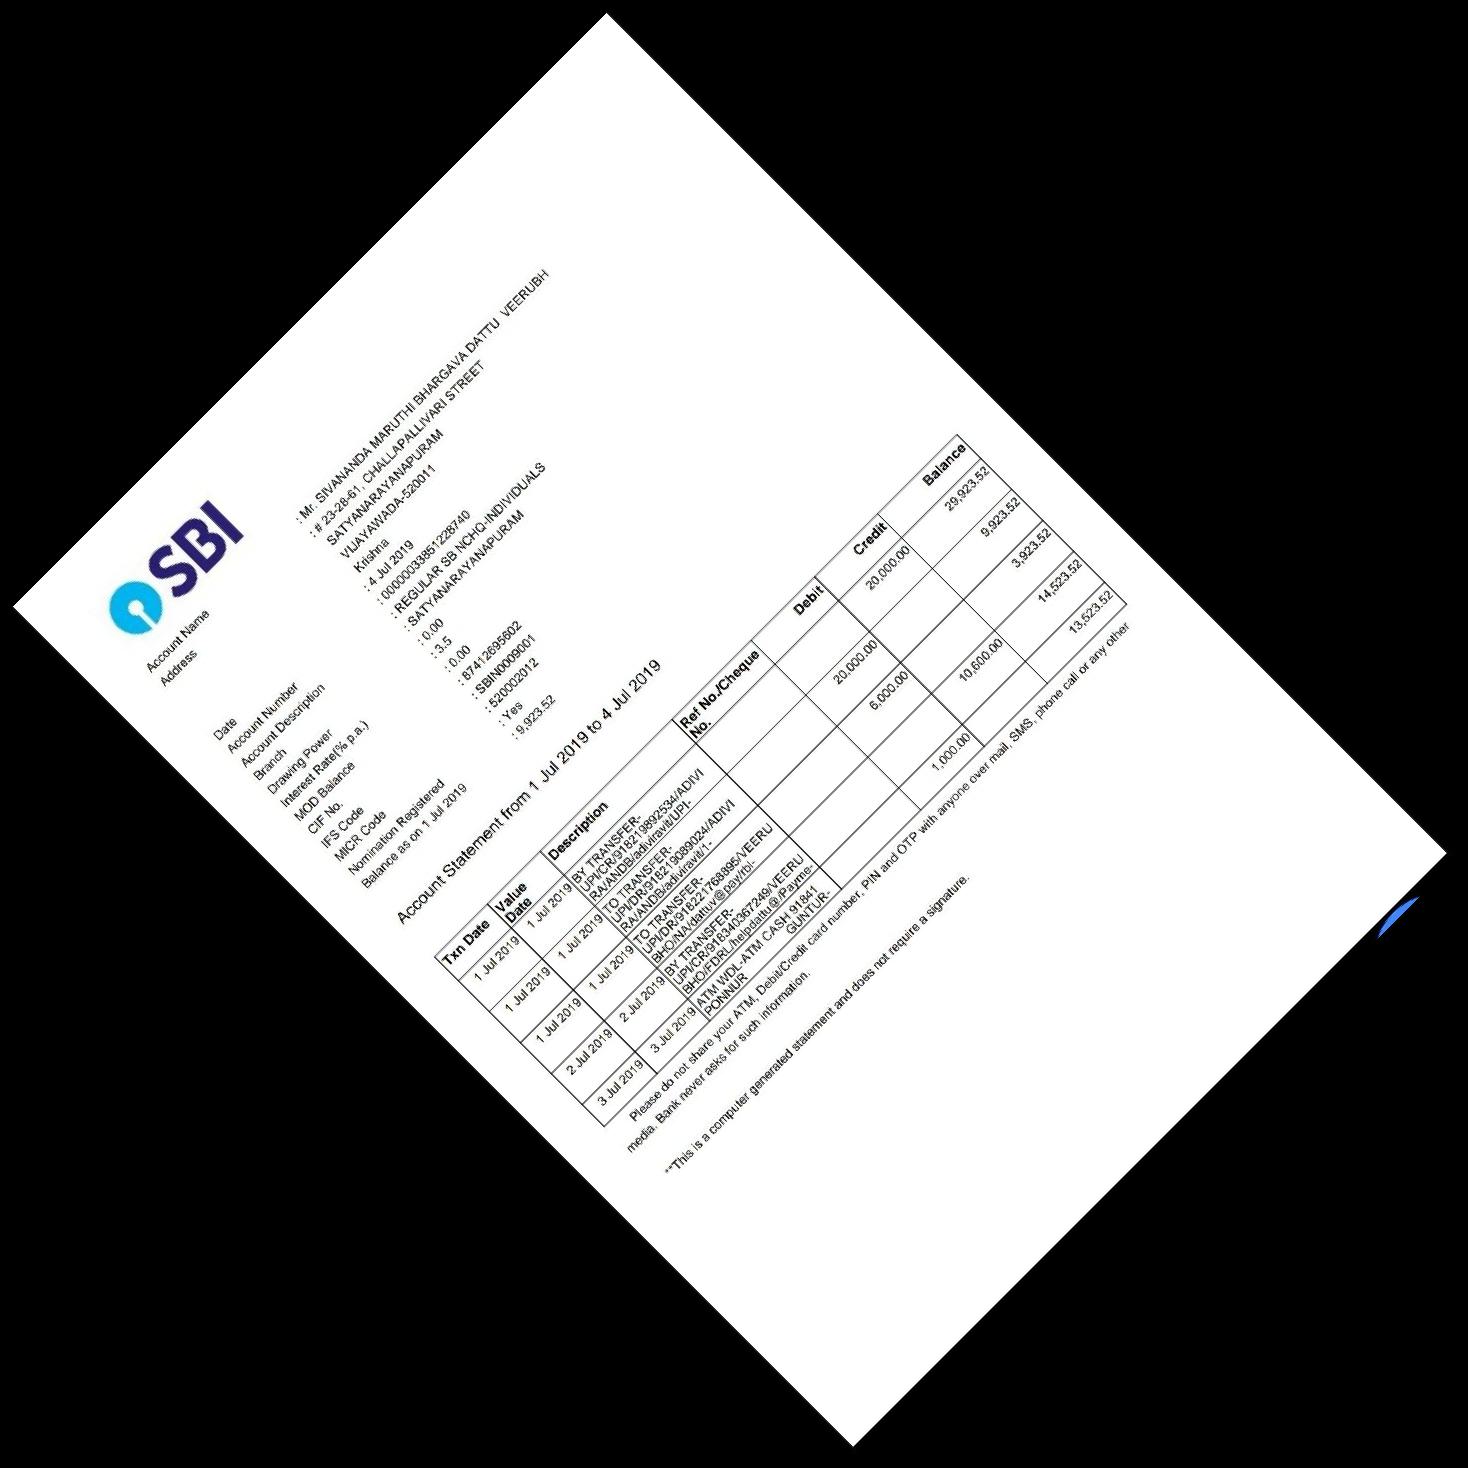 SBI
Account Name : Mr. SIVANANDA MARUTHI BHARGAVA DATTU VEERUBH
Address : # 23-28-61, CHALLAPALLIVARI STREET
SATYANARAYANAPURAM
VIJAYAWADA-520011
Krishna
Date : 4 Jul 2019
Account Number : 00000033851228740
Account Description : REGULAR SB NCHQ-INDIVIDUALS
Branch : SATYANARAYANAPURAM
Drawing Power : 0.00
Interest Rate(% p.a.) : 3.5
MOD Balance : 0.00
CIF No. : 87412695602
IFS Code : SBIN0009001
MICR Code : 520002012
Nomination Registered : Yes
Balance as on 1 Jul 2019 : 9,923.52
Account Statement from 1 Jul 2019 to 4 Jul 2019
Txn Date Value Date Description Ref No./Cheque No. Debit Credit Balance
1 Jul 2019 1 Jul 2019 BY TRANSFER- 20,000.00 29,923.52
UPI/CR/918219892534/ADIVI
RA/ANDB/adiviravit/UPI-
1 Jul 2019 1 Jul 2019 TO TRANSFER- 20,000.00 9,923.52
UPI/DR/918219089024/ADIVI
RA/ANDB/adiviravit/1-
1 Jul 2019 1 Jul 2019 TO TRANSFER- 6,000.00 3,923.52
UPI/DR/918221768895/VEERU
BHO/NA/dattuv@pay/rbl-
2 Jul 2019 2 Jul 2019 BY TRANSFER- 10,600.00 14,523.52
UPI/CR/918340367249/VEERU
BHO/FDRL/helpdattu@/Payme-
3 Jul 2019 3 Jul 2019 ATM WDL-ATM CASH 91841 1,000.00 13,523.52
PONNUR GUNTUR-
Please do not share your ATM, Debit/Credit card number, PIN and OTP with anyone over mail, SMS, phone call or any other
media. Bank never asks for such information.
**This is a computer generated statement and does not require a signature.